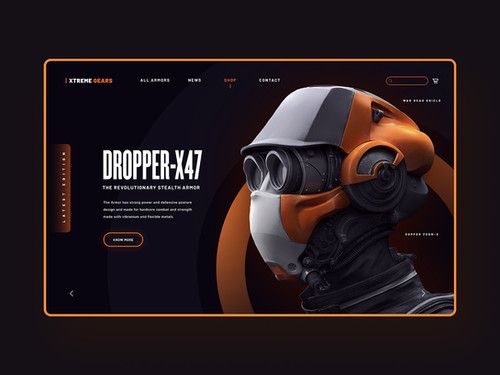 XTREME GEARS
ALL ARMORS
NEWS
SHOP
CONTACT
WAR HEAD SHIELD
LATEST EDITION
DROPPER-X47
THE REVOLUTIONARY STEALTH ARMOR
The Armor has strong power and defensive posture
design and made for hardcore combat and strength
made with vibranium and flexible metals.
KNOW MORE